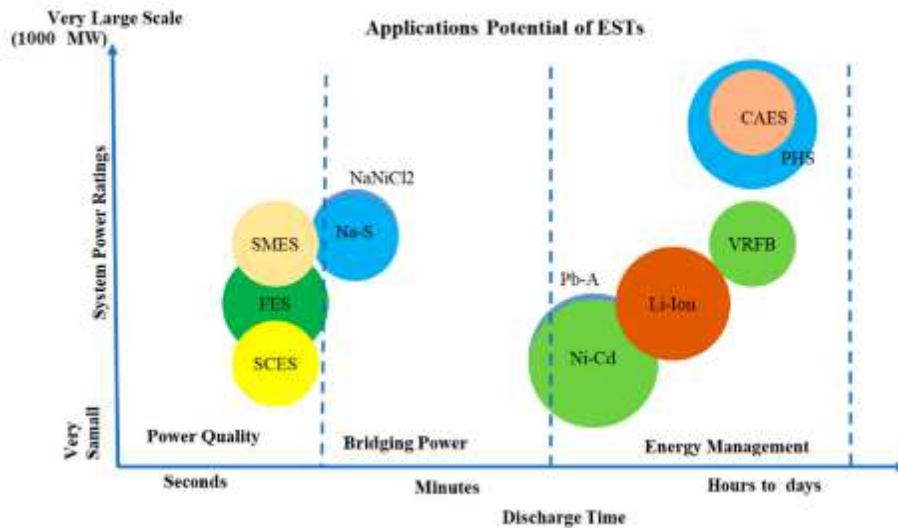 Very Large Scale
(1000 MW)
Applications Potential of ESTs
System Power Ratings
Very
Samall
CAES
PHS
NaNiCl2
Na-S
SMES
FES
SCES
VRFB
Pb-A
Li-Ion
Ni-Cd
Power Quality
Bridging Power
Energy Management
Seconds
Minutes
Hours to days
Discharge Time